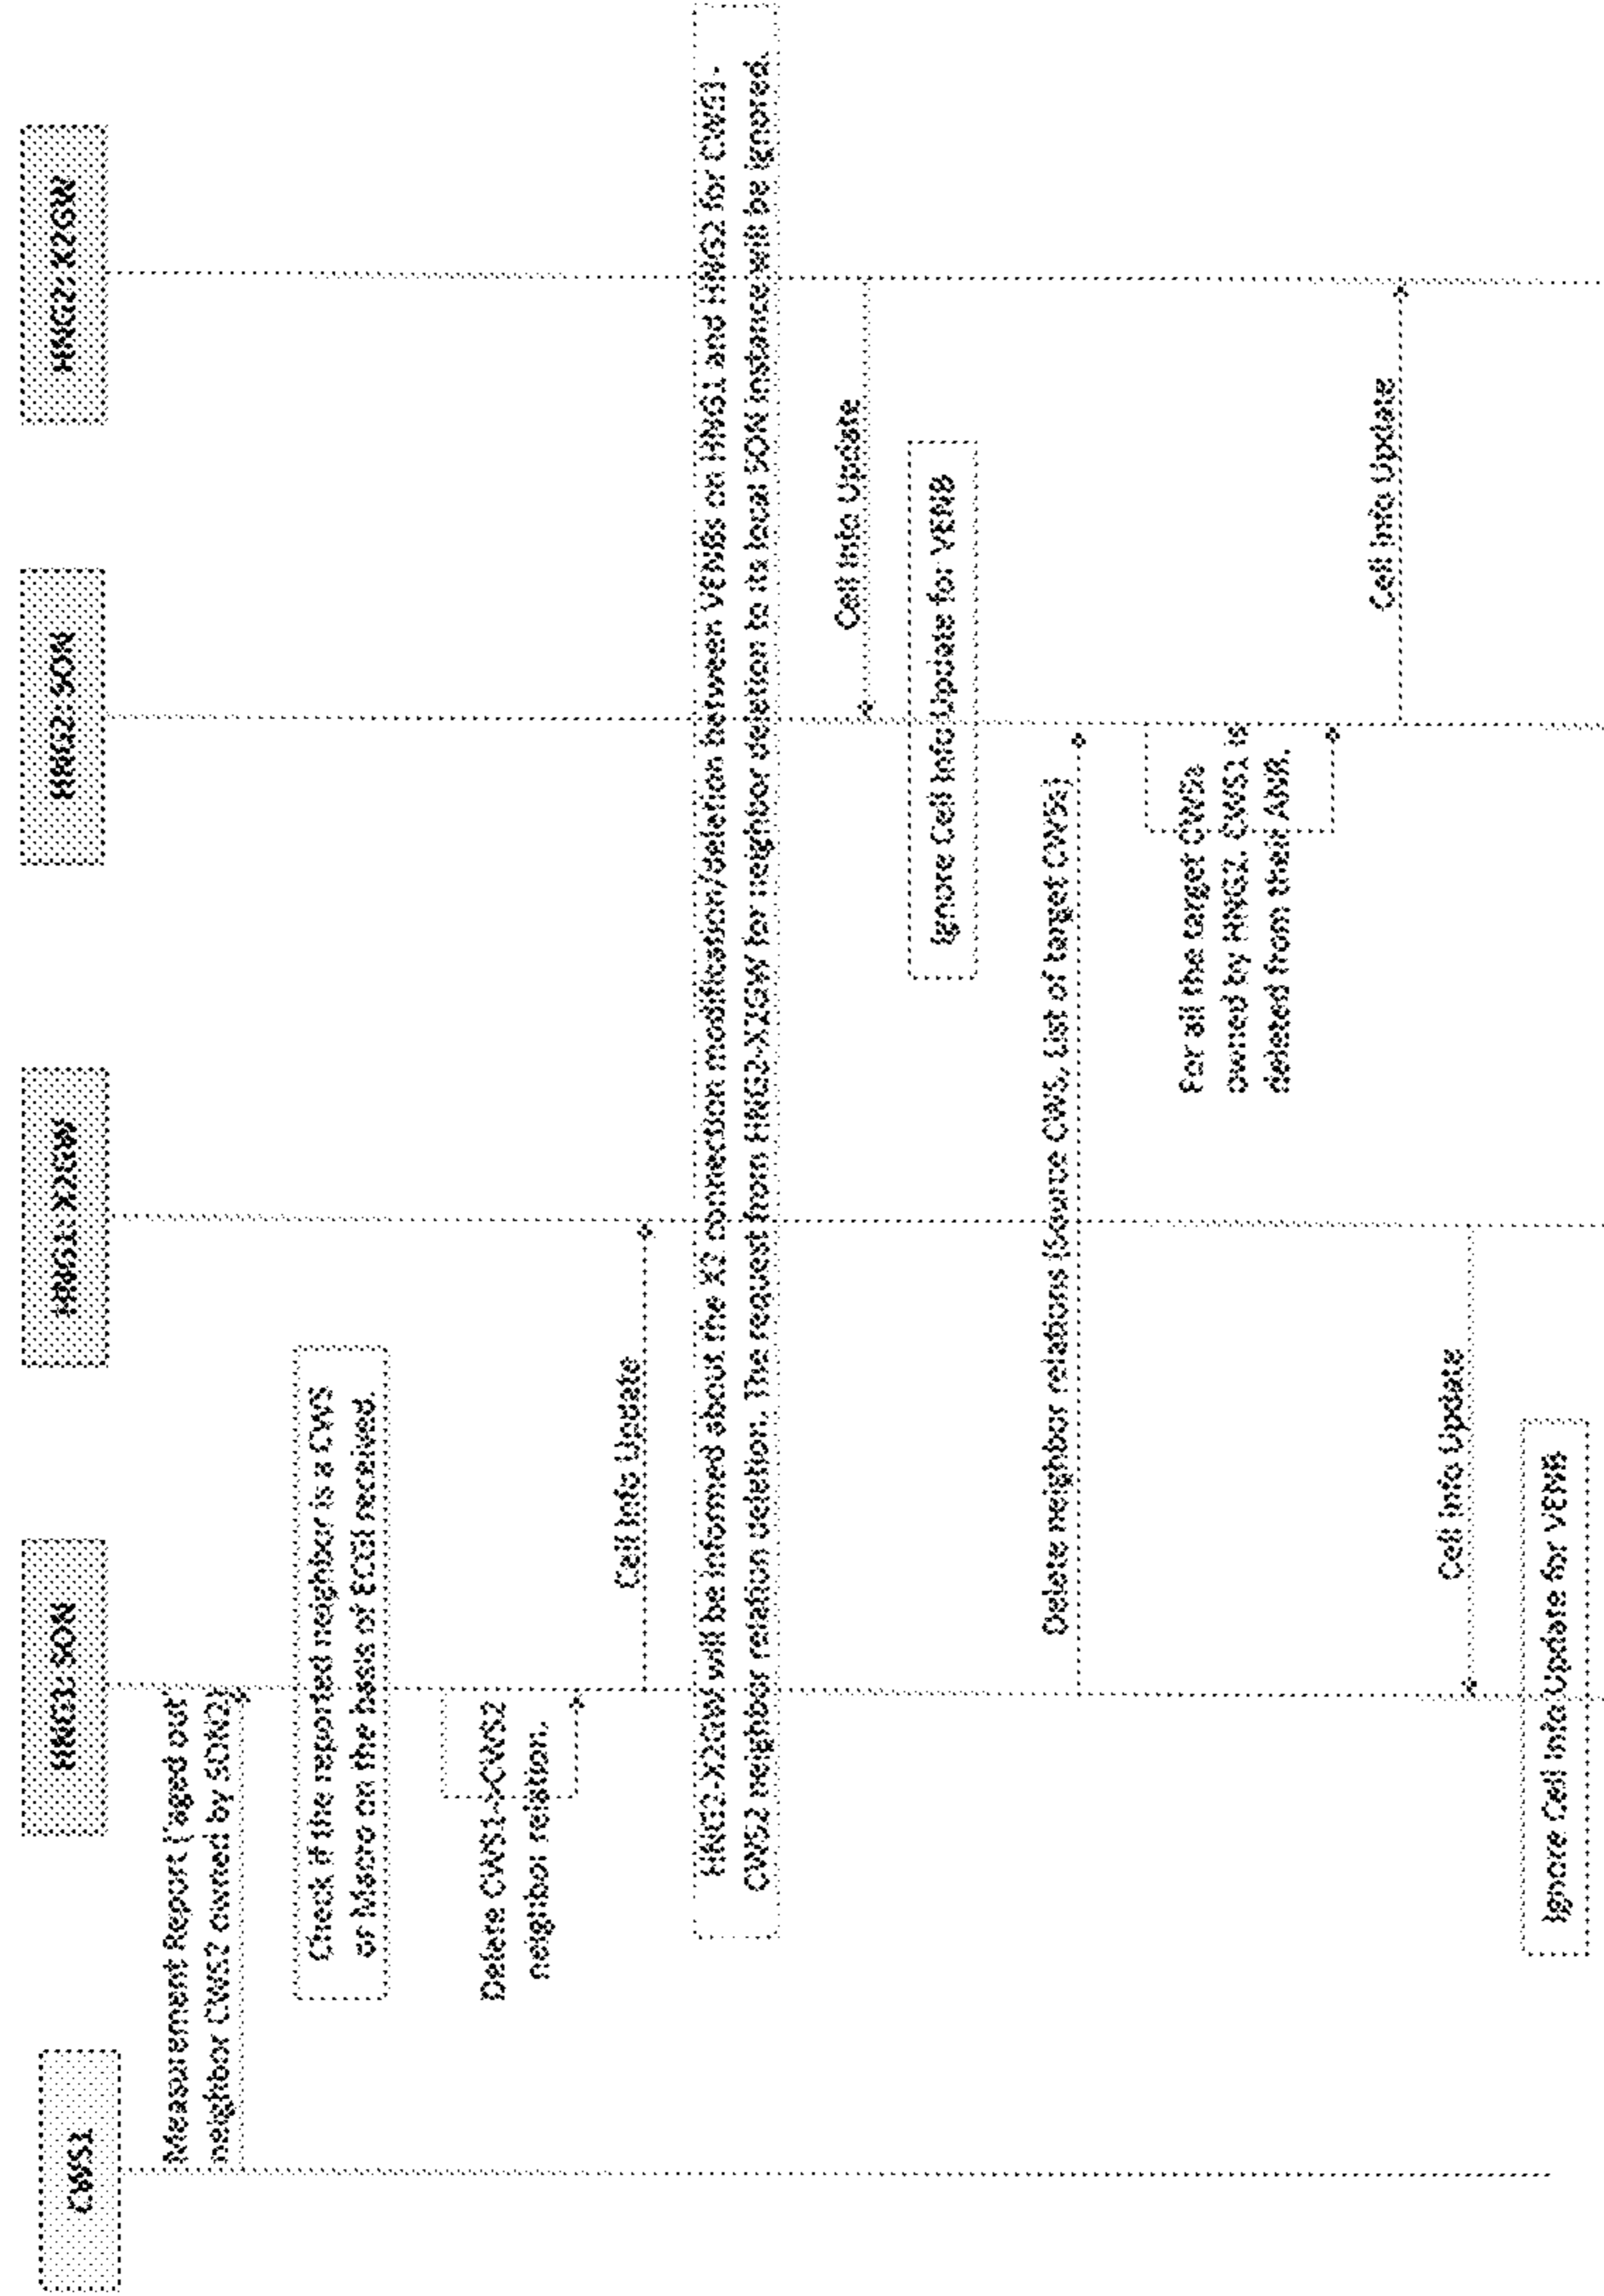 CWS1
HNG1: SON
HNG1: X2GW
HNG2: SON
HNG2: X2GW
Measurement Report ('aged out
neighbor CWS2 owned by SON2)
Check if the reported neighbor is a CWS
or Macro on the basis of ECGI received.
Delete CWS1->CWS2
neighbor relation.
Cell Info Update
HNG2-X2GW will be informed about the X2 connection modification/deletion between VENBs on HNG1 and HNG2 for CWS1-
CWS2 neighbor relation deletion. The request from HNG2-X2GW for neighbor deletion to its local SON instance will be ignored.
Cell Info Update
Ignore Cell Info Update for VENB
Delete neighbor relations (Source CWS, List of target CWSs)
For all the target CWSs
owned by HNG2, CWS1 is
deleted from their ANR.
Cell Info Update
Cell Info Update
Ignore Cell Info Update for VENB